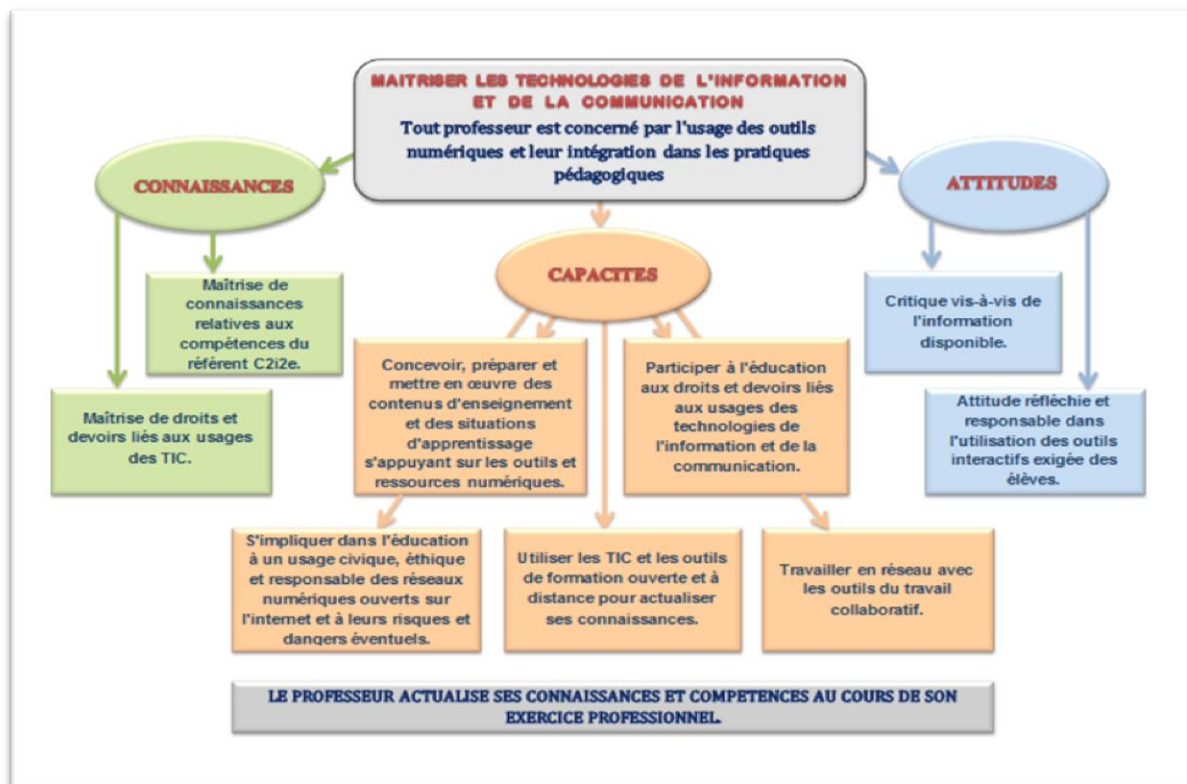 MAITRISER LES TECHNOLOGIES DE L'INFORMATION
ET DE LA COMMUNICATION
Tout professeur est concerné par l'usage des outils
numériques et leur intégration dans les pratiques
pédagogiques
CONNAISSANCES
Maîtrise de
connaissances
relatives aux
compétences du
référent C2i2e.
Maîtrise de droits et
devoirs liés aux usages
des TIC.
CAPACITES
Concevoir, préparer et
mettre en œuvre des
contenus d'enseignement
et des situations
d'apprentissage
s'appuyant sur les outils et
ressources numériques.
Participer à l'éducation
aux droits et devoirs liés
aux usages des
technologies de
l'information et de la
communication.
S'impliquer dans l'éducation
à un usage civique, éthique
et responsable des réseaux
numériques ouverts sur
l'internet et à leurs risques et
dangers éventuels.
Utiliser les TIC et les outils
de formation ouverte et à
distance pour actualiser
ses connaissances.
Travailler en réseau avec
les outils du travail
collaboratif.
ATTITUDES
Critique vis-à-vis de
l'information
disponible.
Attitude réfléchie et
responsable dans
l'utilisation des outils
interactifs exigée des
élèves.
LE PROFESSEUR ACTUALISE SES CONNAISSANCES ET COMPETENCES AU COURS DE SON
EXERCICE PROFESSIONNEL.